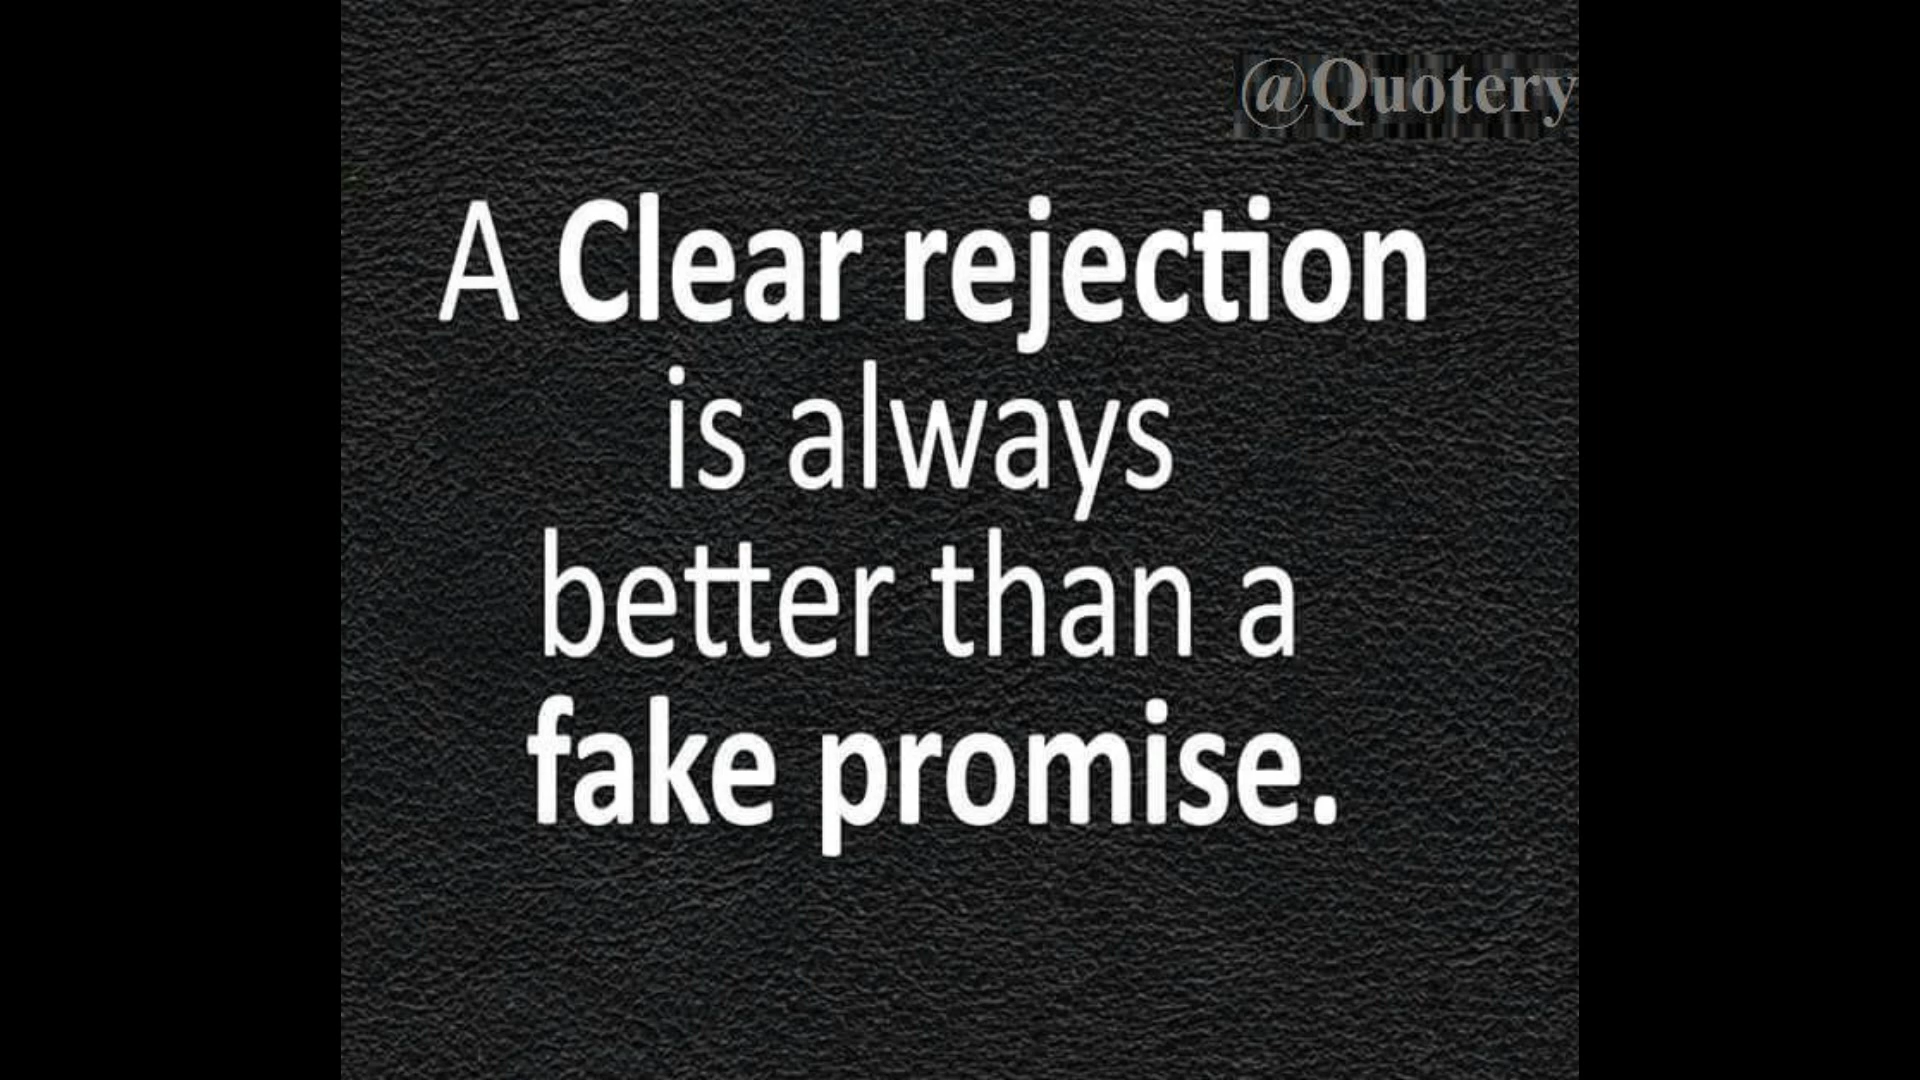 @Quotery
A Clear rejection
is always
better than a
fake promise.